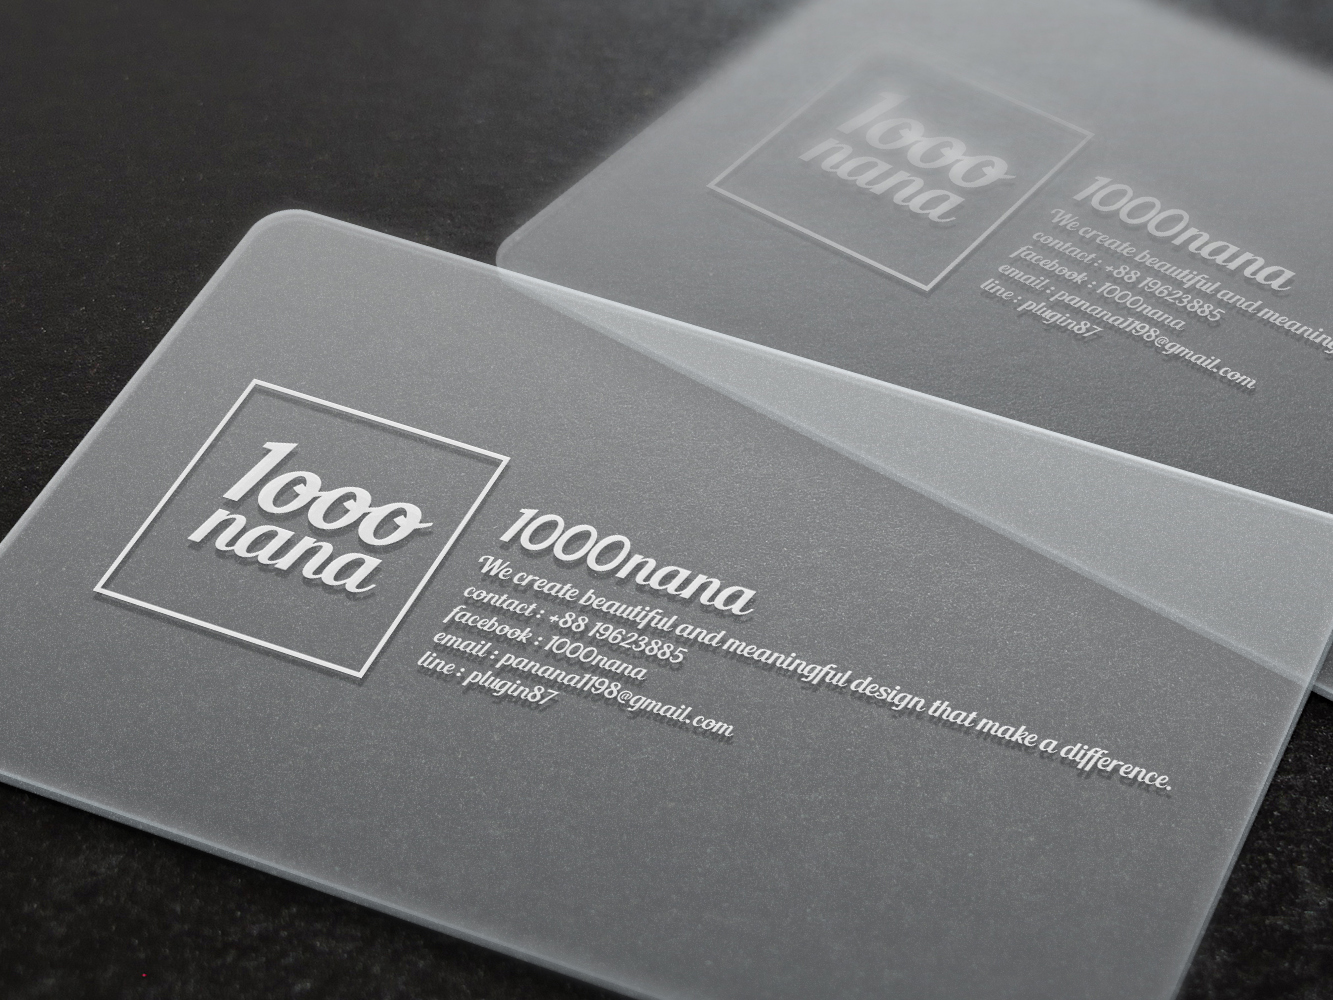 1000
nana
1000nana
We create beautiful and meaningful design that make a difference.
contact : +88 19623885
facebook : 1000nana
email : panana1198@gmail.com
line : plugin87
1000
nana
1000nana
We create beautiful and meaning
contact : +88 19623885
facebook : 1000nana
email : panana1198@gmail.com
line : plugin87